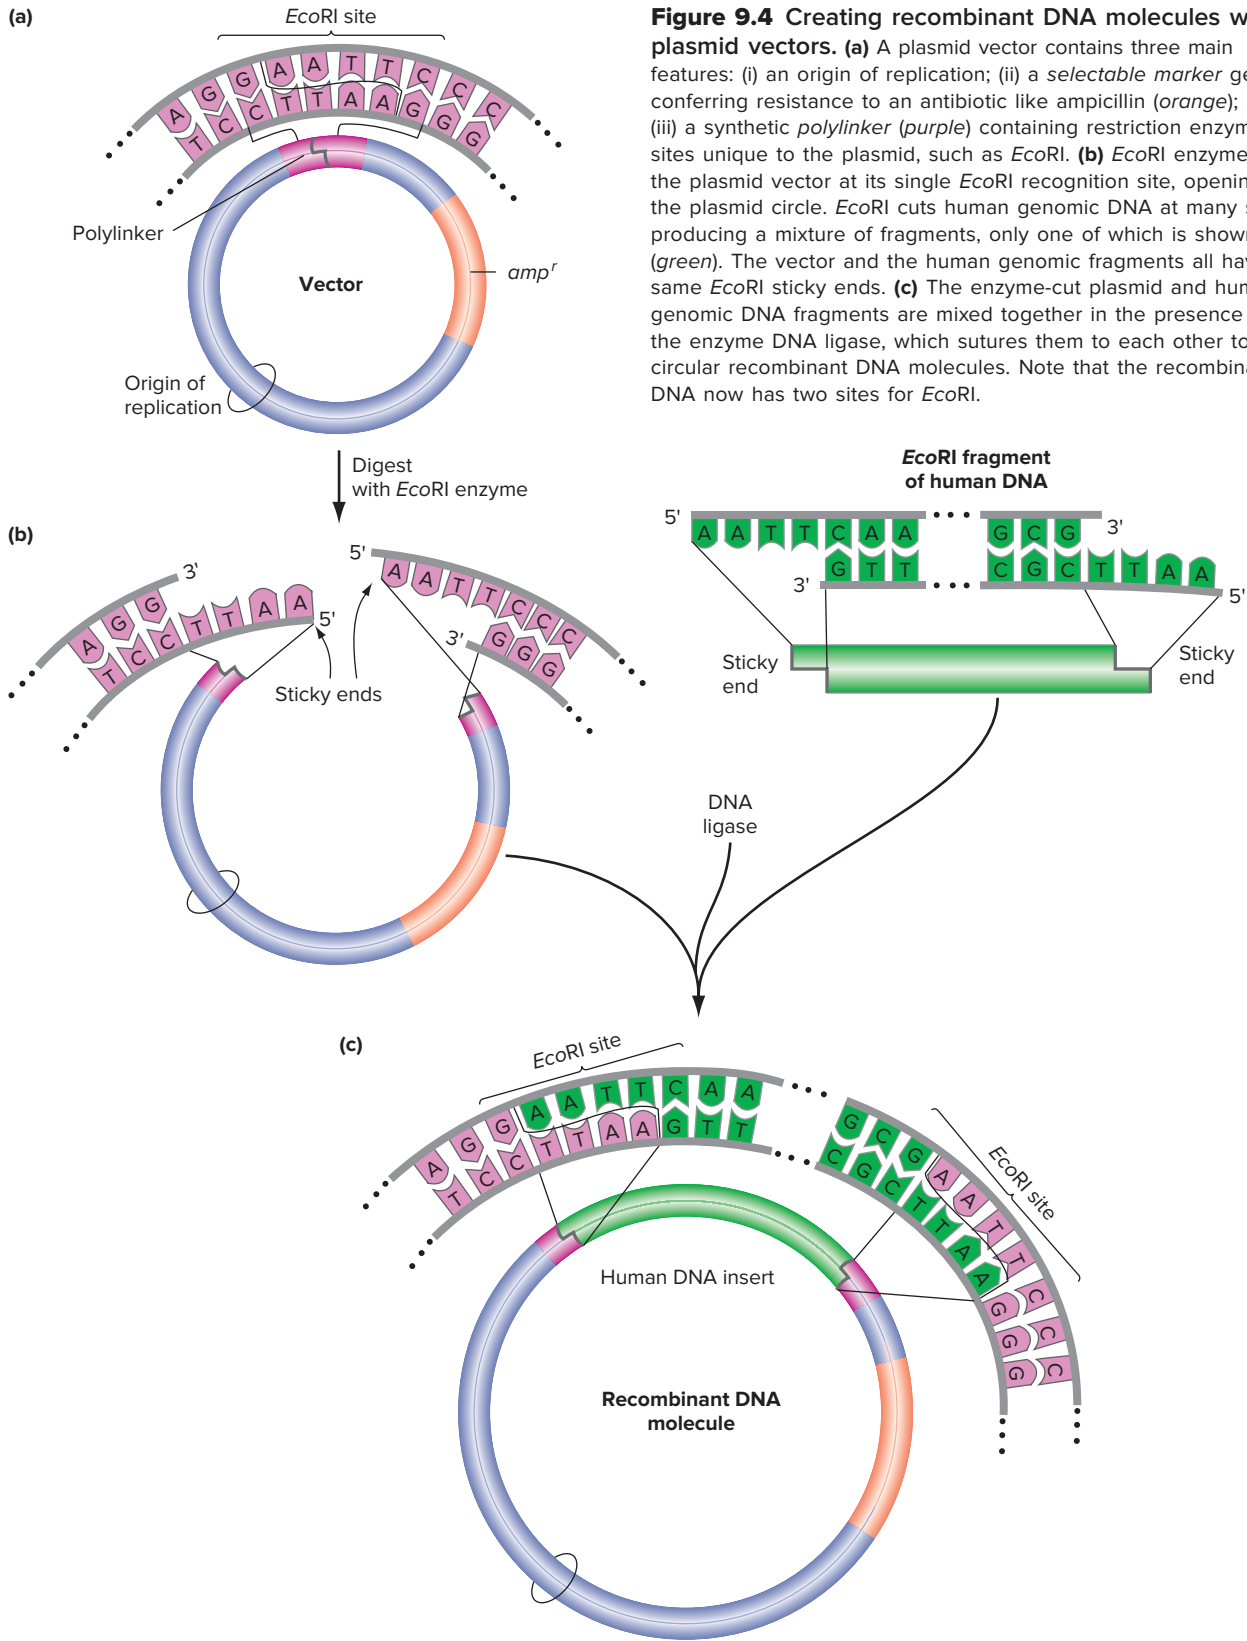 (a)
EcoRI site
A G G A A T T C C C
T C C T T A A G G G
Polylinker
Vector
ampr
Origin of
replication
Figure 9.4 Creating recombinant DNA molecules w
plasmid vectors. (a) A plasmid vector contains three main
features: (i) an origin of replication; (ii) a selectable marker ge
conferring resistance to an antibiotic like ampicillin (orange);
(iii) a synthetic polylinker (purple) containing restriction enzym
sites unique to the plasmid, such as EcoRI. (b) EcoRI enzyme
the plasmid vector at its single EcoRI recognition site, openin
the plasmid circle. EcoRI cuts human genomic DNA at many s
producing a mixture of fragments, only one of which is shown
(green). The vector and the human genomic fragments all hav
same EcoRI sticky ends. (c) The enzyme-cut plasmid and hum
genomic DNA fragments are mixed together in the presence
the enzyme DNA ligase, which sutures them to each other to
circular recombinant DNA molecules. Note that the recombina
DNA now has two sites for EcoRI.
Digest
with EcoRI enzyme
(b)
3'
A G G
T C C T T A A
5'
5'
A A T T C C C
3'
G G G
Sticky ends
EcoRI fragment
of human DNA
5'
A A T T C A A
G C G
3'
3'
G T T
C G C T T A A
5'
Sticky
end
Sticky
end
DNA
ligase
(c)
EcoRI site
A G G A A T T C A A
T C C T T A A G T T
G C G A A T T C C C
C G C T T A A G G G
EcoRI site
Human DNA insert
Recombinant DNA
molecule